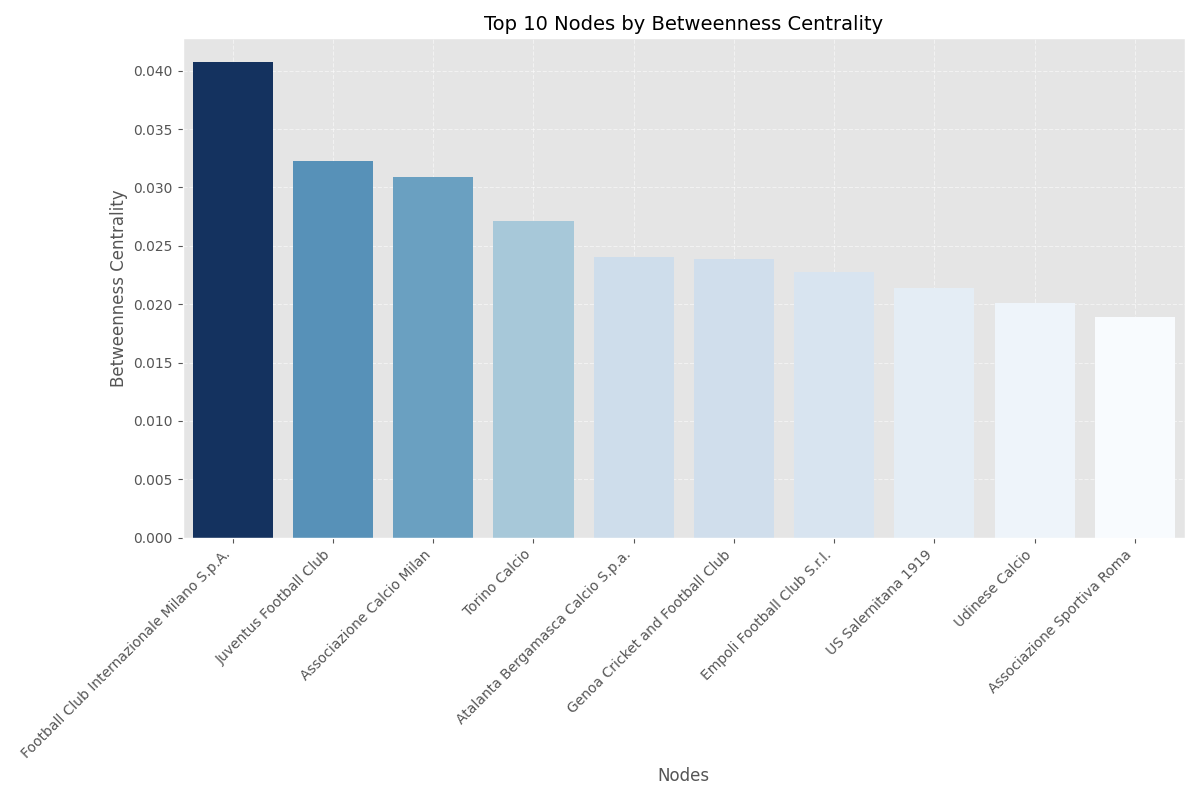 Top 10 Nodes by Betweenness Centrality
Betweenness Centrality
0.040
0.035
0.030
0.025
0.020
0.015
0.010
0.005
0.000
Football Club Internazionale Milano S.p.A.
Juventus Football Club
Associazione Calcio Milan
Torino Calcio
Atalanta Bergamasca Calcio S.p.a.
Genoa Cricket and Football Club
Empoli Football Club S.r.l.
US Salernitana 1919
Udinese Calcio
Associazione Sportiva Roma
Nodes